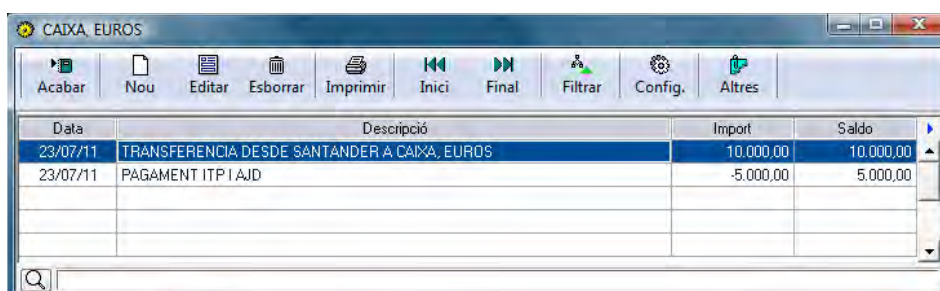 CAIXA, EUROS
Acabar Nou Editar Esborrar Imprimir Inici Final Filtrar Config. Altres
Data Descripció Import Saldo
23/07/11 TRANSFERENCIA DESDE SANTANDER A CAIXA, EUROS 10.000,00 10.000,00
23/07/11 PAGAMENT ITP I AJD -5.000,00 5.000,00